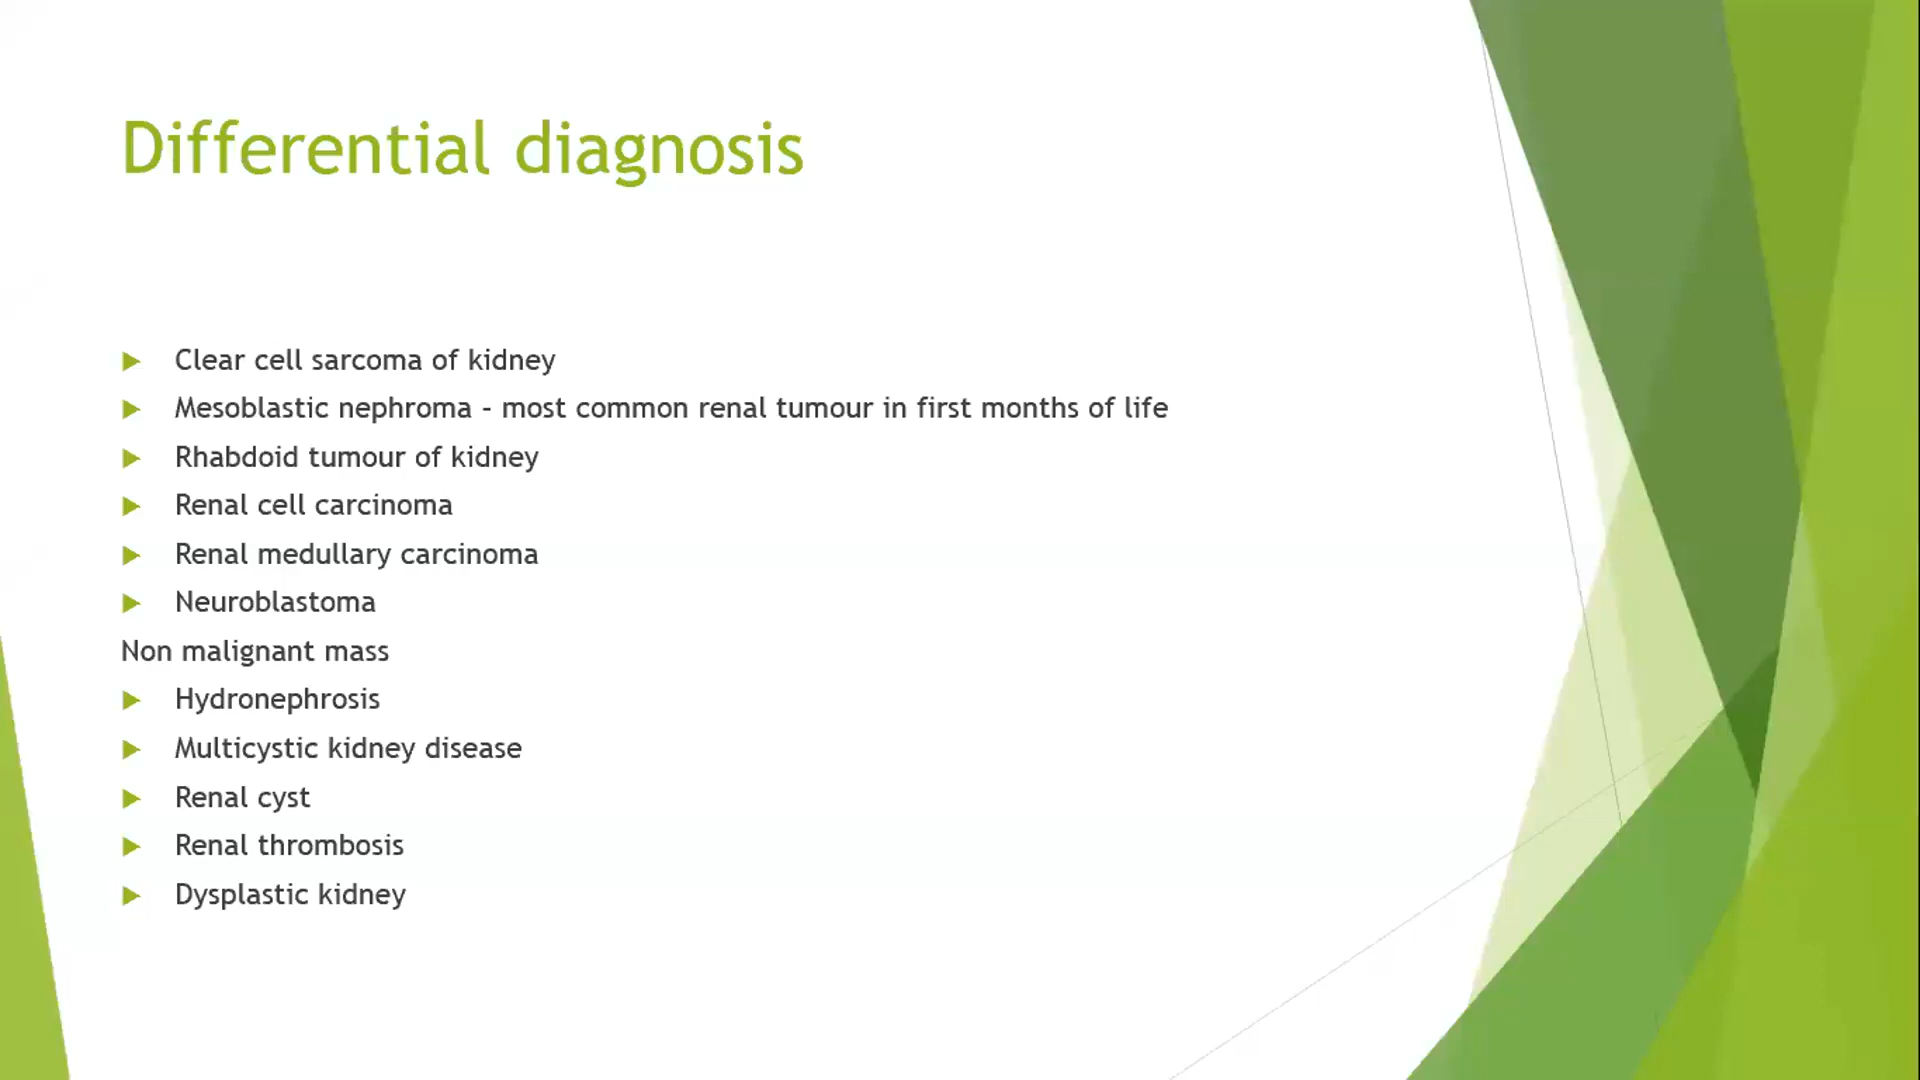 Differential diagnosis
Clear cell sarcoma of kidney
Mesoblastic nephroma - most common renal tumour in first months of life
Rhabdoid tumour of kidney
Renal cell carcinoma
Renal medullary carcinoma
Neuroblastoma
Non malignant mass
Hydronephrosis
Multicystic kidney disease
Renal cyst
Renal thrombosis
Dysplastic kidney